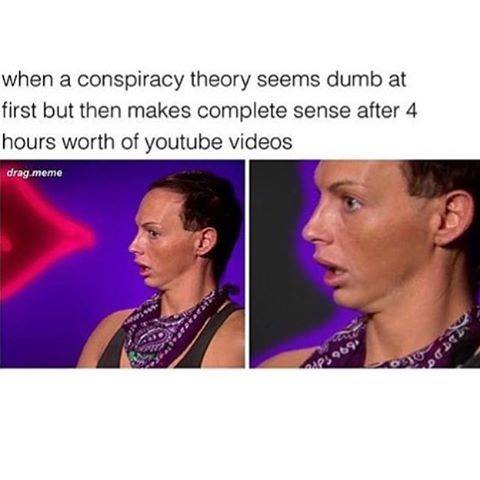 when a conspiracy theory seems dumb at
first but then makes complete sense after 4
hours worth of youtube videos
drag.meme